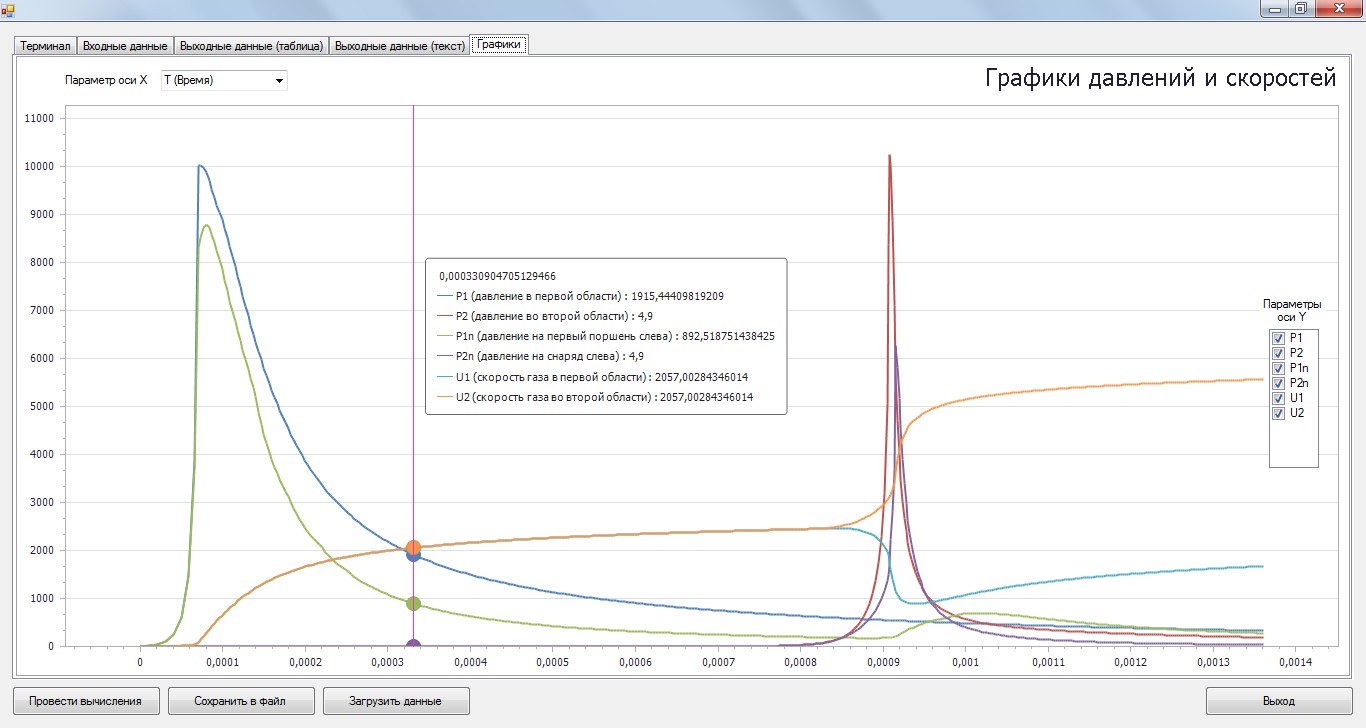 Терминал Входные данные Выходные данные (таблица) Выходные данные (текст) Графики
Параметр оси X T (Время)
Графики давлений и скоростей
11000
10000
9000
8000
7000
6000
5000
4000
3000
2000
1000
0
0,000330904705129466
P1 (давление в первой области) : 1915,44409819209
P2 (давление во второй области) : 4,9
P1n (давление на первый поршень слева) : 892,518751438425
P2n (давление на снаряд слева) : 4,9
U1 (скорость газа в первой области) : 2057,00284346014
U2 (скорость газа во второй области) : 2057,00284346014
Параметры
оси Y
P1
P2
P1n
P2n
U1
U2
0 0,0001 0,0002 0,0003 0,0004 0,0005 0,0006 0,0007 0,0008 0,0009 0,001 0,0011 0,0012 0,0013 0,0014
Провести вычисления Сохранить в файл Загрузить данные Выход